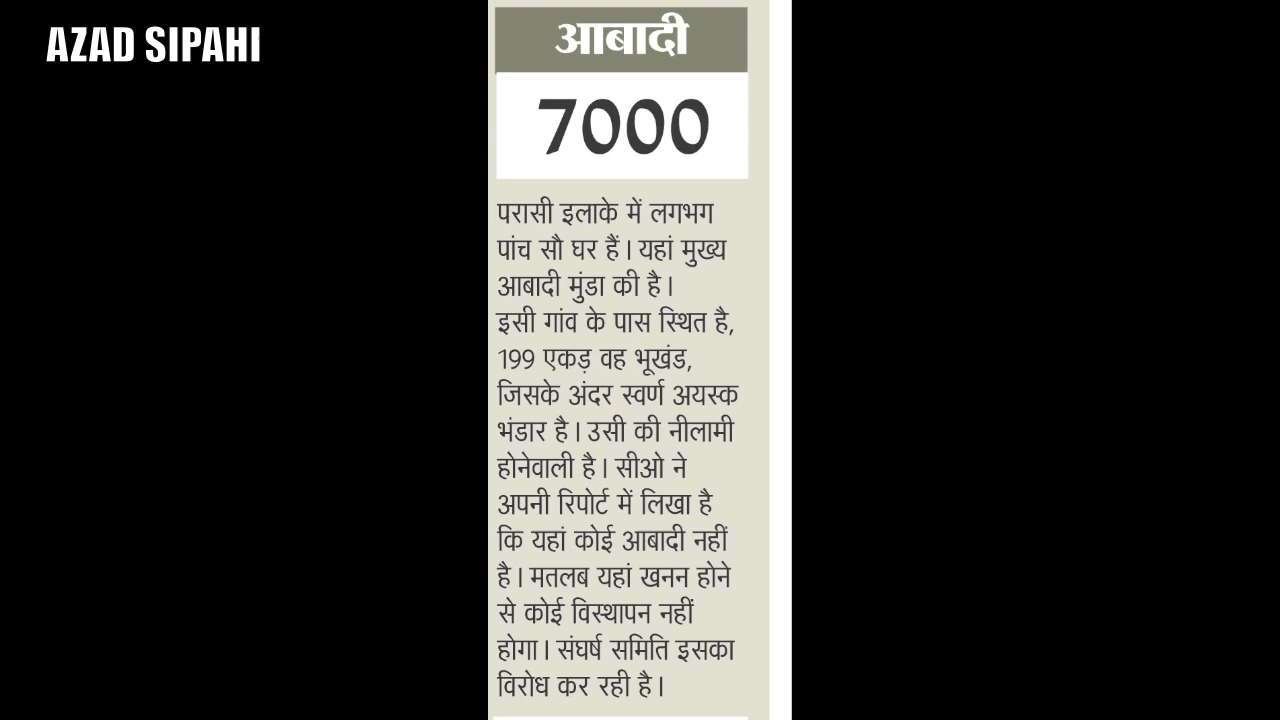 AZAD SIPAHI
आबादी
7000
परासी इलाके में लगभग
पांच सौ घर हैं। यहां मुख्य
आबादी मुंडा की है।
इसी गांव के पास स्थित है,
199 एकड़ वह भूखंड,
जिसके अंदर स्वर्ण अयस्क
भंडार है। उसी की नीलामी
होनेवाली है। सीओ ने
अपनी रिपोर्ट में लिखा है
कि यहां कोई आबादी नहीं
है। मतलब यहां खनन होने
से कोई विस्थापन नहीं
होगा। संघर्ष समिति इसका
विरोध कर रही है।